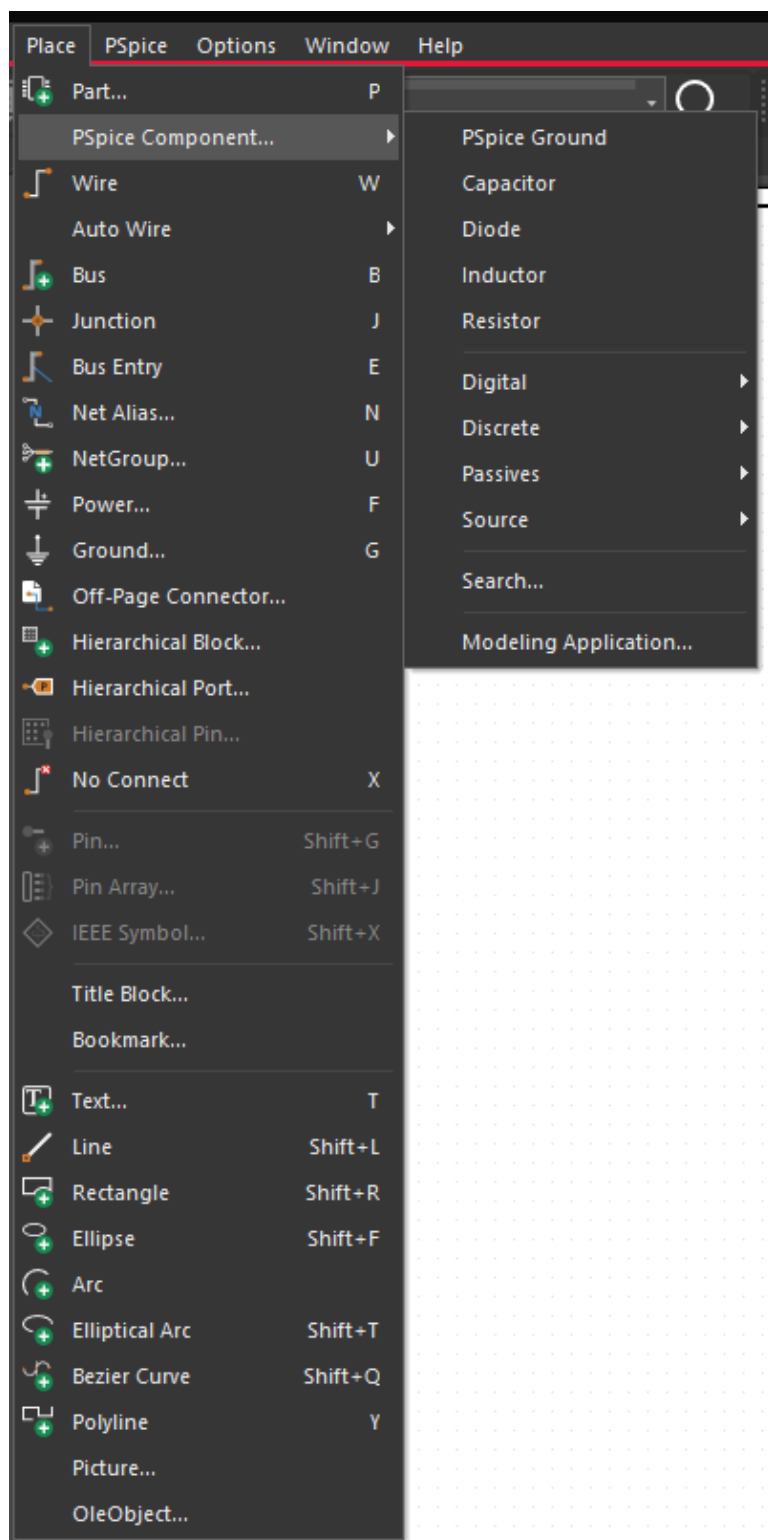 Place PSpice Options Window Help
Part... P
PSpice Component...
Wire W
Auto Wire
Bus B
Junction J
Bus Entry E
Net Alias... N
NetGroup... U
Power... F
Ground... G
Off-Page Connector...
Hierarchical Block...
Hierarchical Port...
Hierarchical Pin...
No Connect X
Pin... Shift+G
Pin Array... Shift+J
IEEE Symbol... Shift+X
Title Block...
Bookmark...
Text... T
Line Shift+L
Rectangle Shift+R
Ellipse Shift+F
Arc
Elliptical Arc Shift+T
Bezier Curve Shift+Q
Polyline Y
Picture...
OleObject...
PSpice Ground
Capacitor
Diode
Inductor
Resistor
Digital
Discrete
Passives
Source
Search...
Modeling Application...